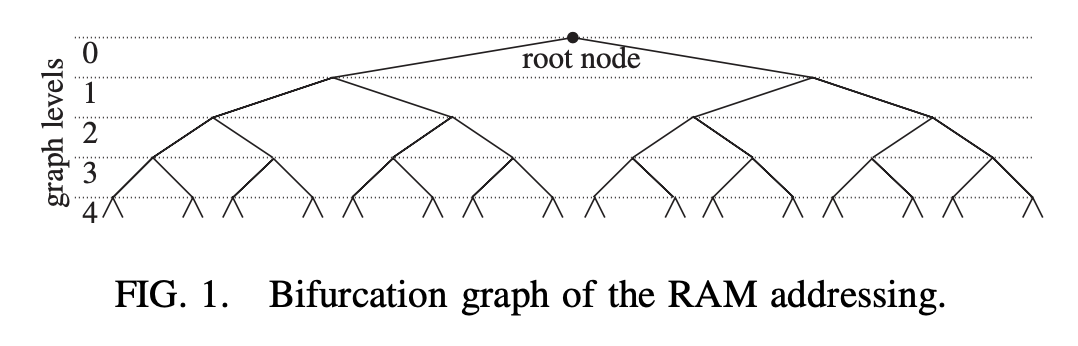 0
root node
1
2
3
4
graph levels
FIG. 1. Bifurcation graph of the RAM addressing.